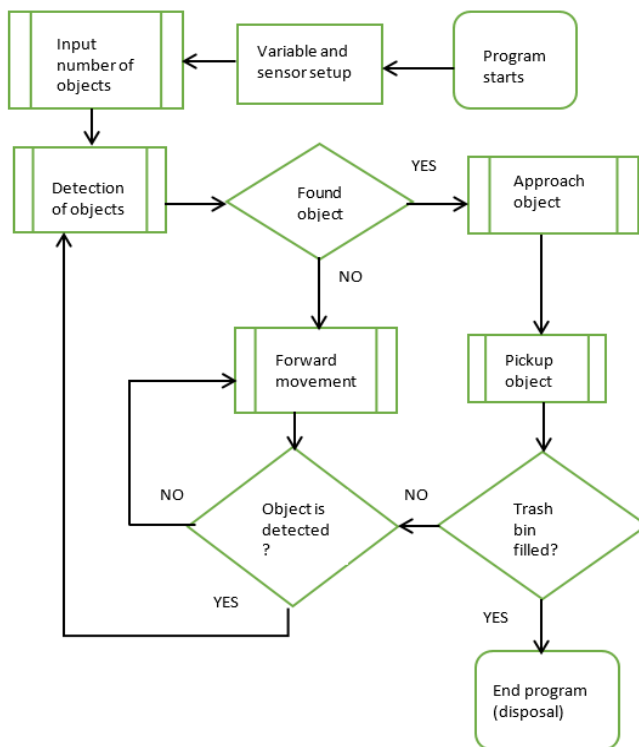 Input
number of
objects
Variable and
sensor setup
Program
starts
Detection
of objects
Found
object
YES
Approach
object
NO
Forward
movement
Pickup
object
NO
Object is
detected
?
NO
Trash
bin
filled?
YES
YES
End program
(disposal)